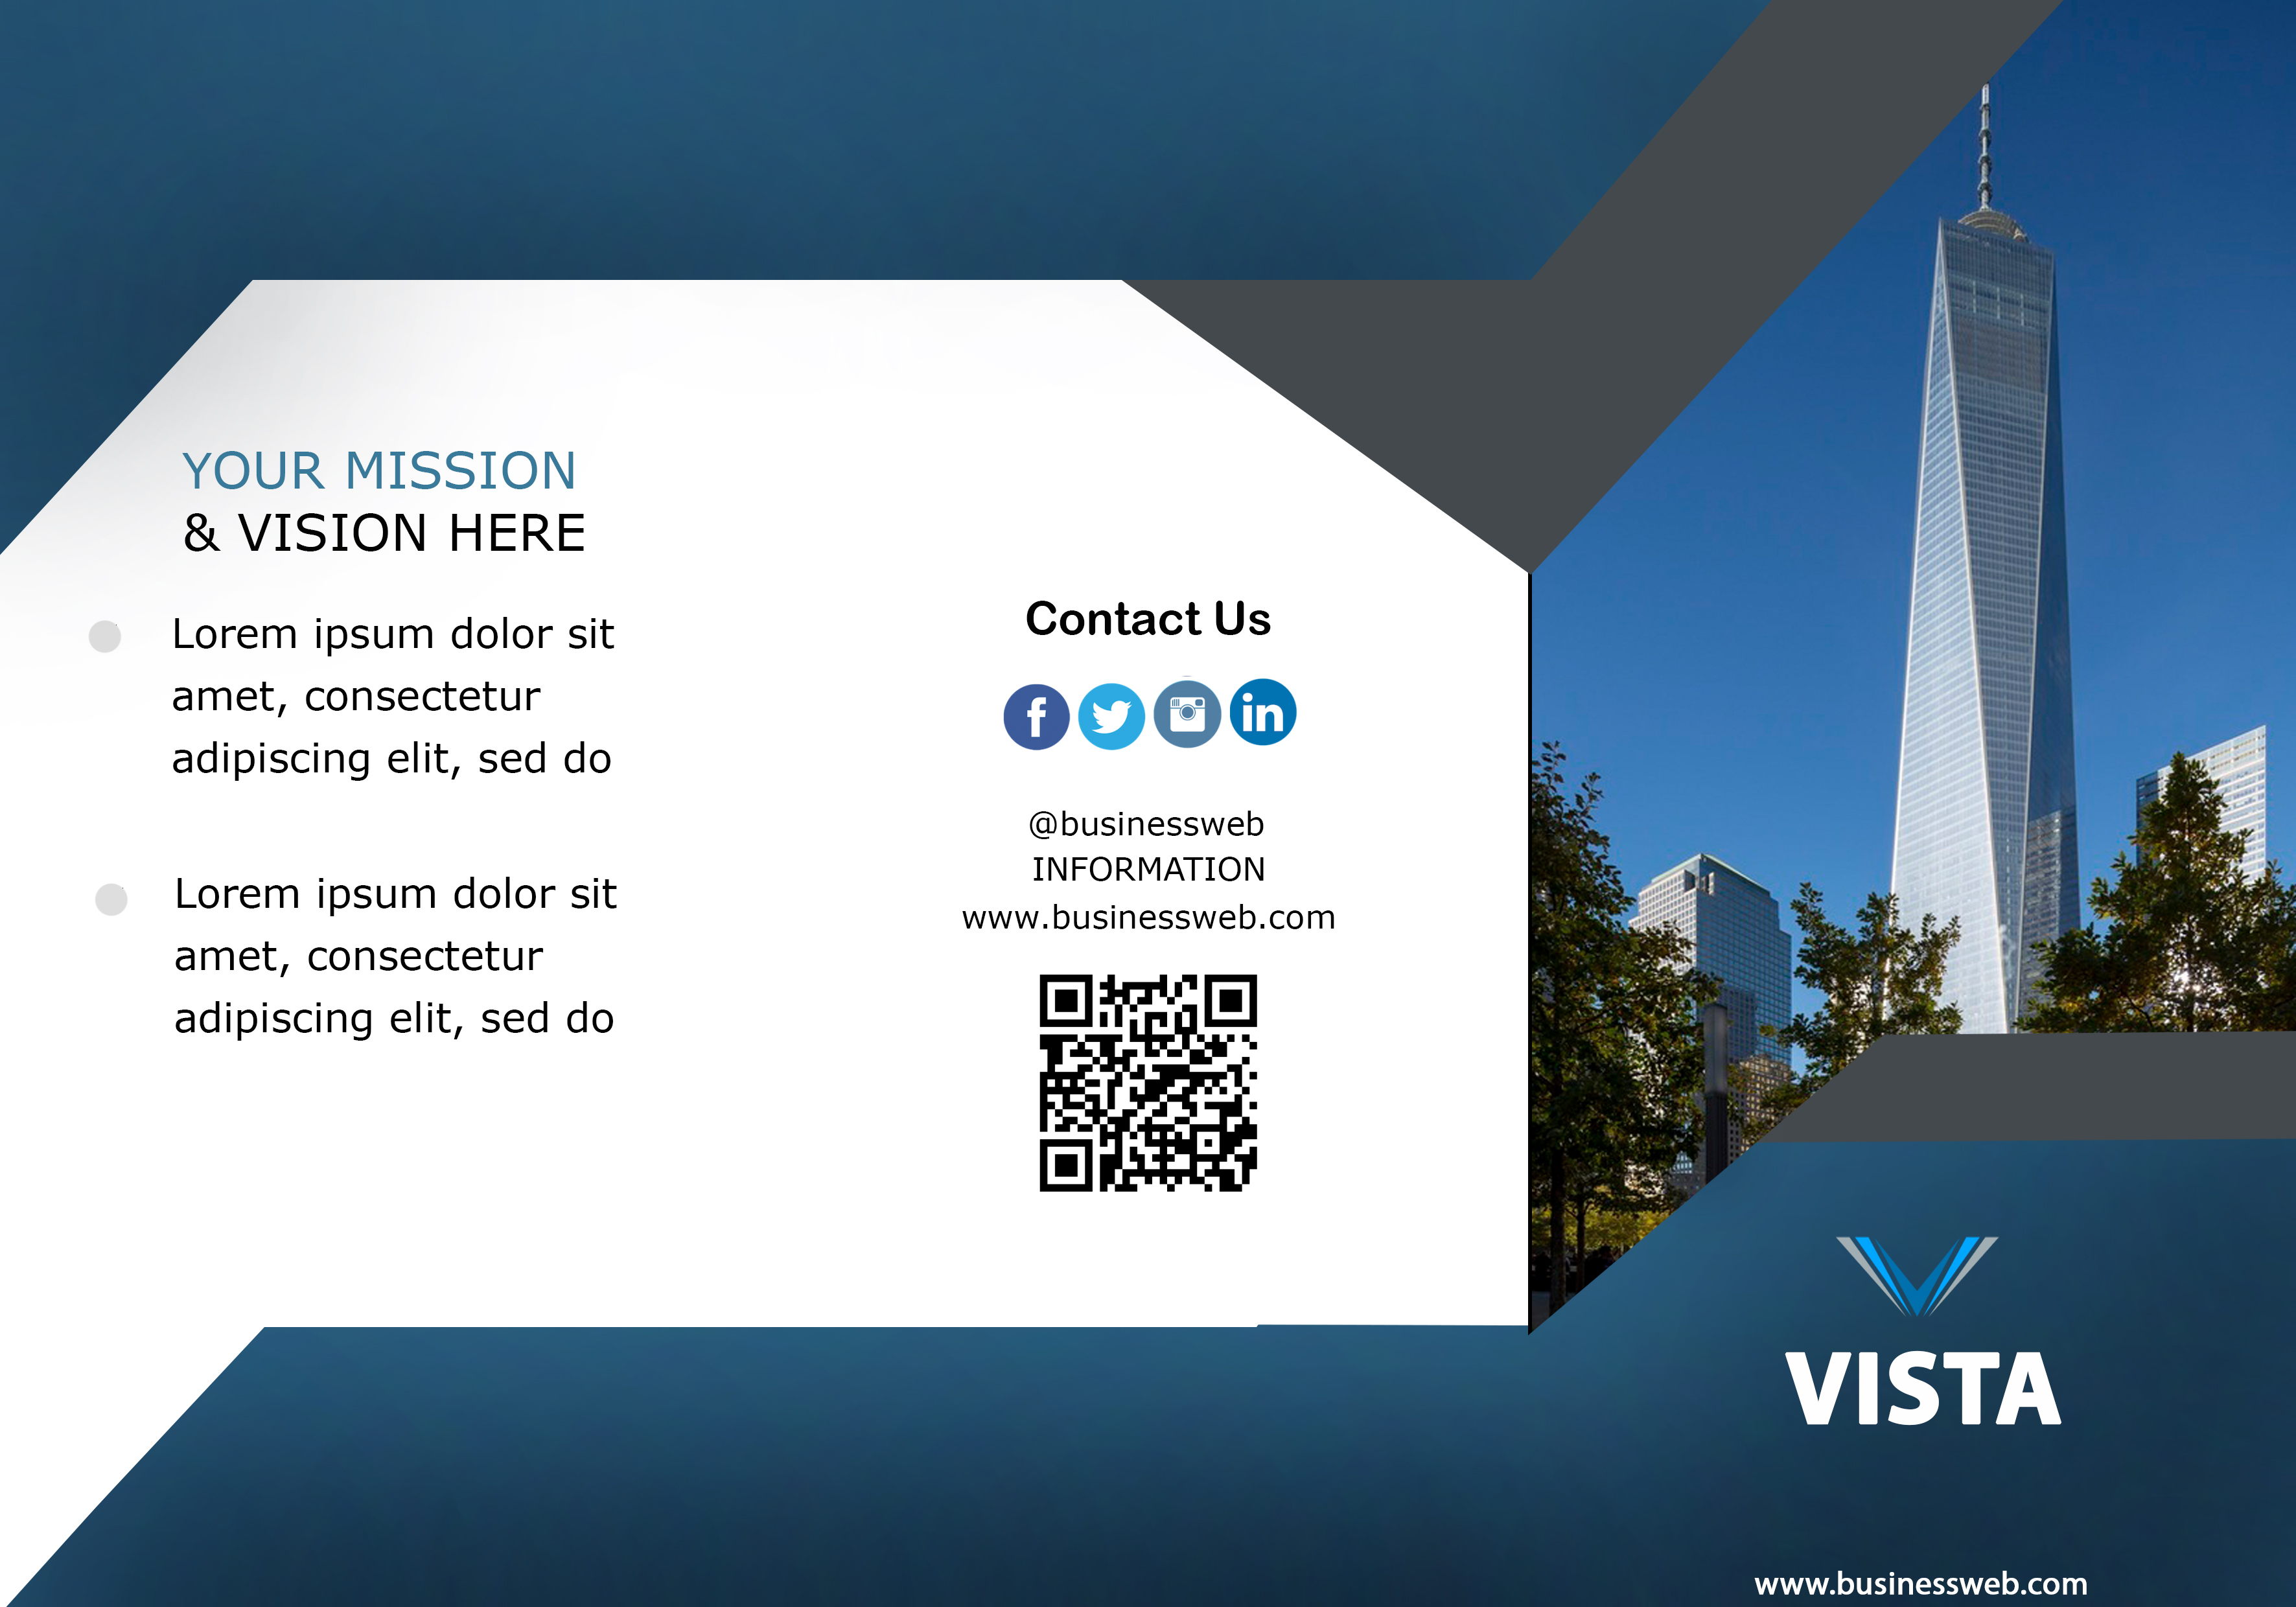 YOUR MISSION
& VISION HERE
Lorem ipsum dolor sit
amet, consectetur
adipiscing elit, sed do
Lorem ipsum dolor sit
amet, consectetur
adipiscing elit, sed do
Contact Us
@businessweb
INFORMATION
www.businessweb.com
VISTA
www.businessweb.com